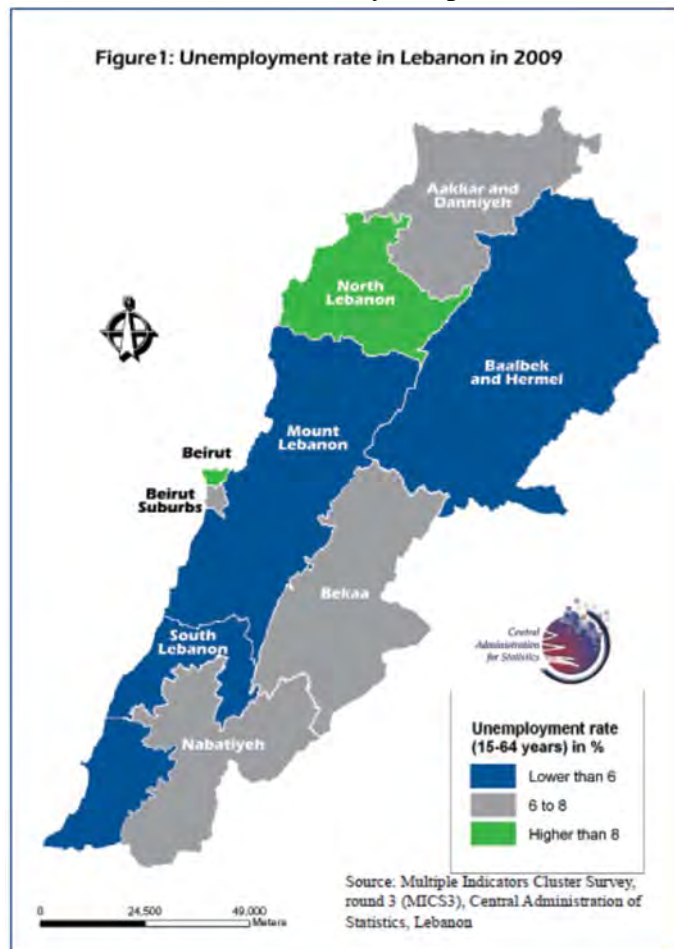 Figure1: Unemployment rate in Lebanon in 2009
Aakkar and
Danniyeh
North
Lebanon
Baalbek
and Hermel
Mount
Lebanon
Beirut
Beirut
Suburbs
Bekaa
South
Lebanon
Nabatiyeh
Central
Administration
for Statistics
Unemployment rate
(15-64 years) in %
Lower than 6
6 to 8
Higher than 8
Source: Multiple Indicators Cluster Survey,
round 3 (MICS3), Central Administration of
Statistics, Lebanon
0 24,500 49,000
Meters